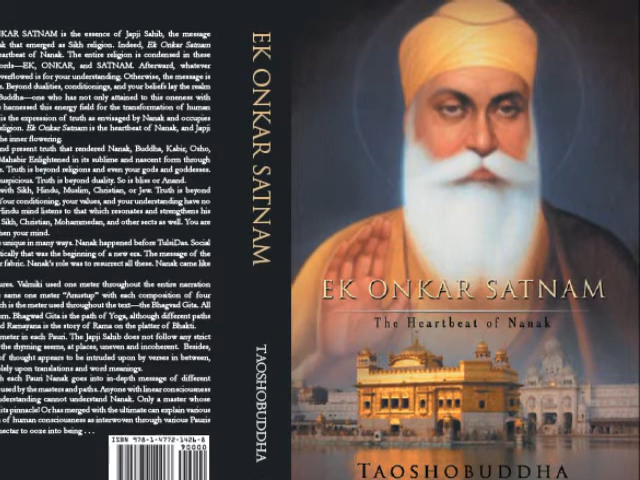 NKAR SATNAM is the essence of Japji Sahib, the message
ak that emerged as Sikh religion. Indeed, Ek Onkar Satnam
eartbeat of Nanak. The entire religion is condensed in these
ords—EK, ONKAR, and SATNAM. Afterward, whatever
verflowed is for your understanding. Otherwise, the message is
s. Beyond dualities, conditionings, and your beliefs lay the realm
Buddha—one who has not only attained to this oneness with
s harnessed this energy field for the transformation of human
is the expression of truth as envisaged by Nanak and occupies
eligion. Ek Onkar Satnam is the heartbeat of Nanak, and Japji
he inner flowering.
nd present truth that rendered Nanak, Buddha, Kabir, Osho,
Mahabir Enlightened in its sublime and nascent form through
s. Truth is beyond religions and even your gods and goddesses.
uspicious. Truth is beyond duality. So is bliss or Anand.
with Sikh, Hindu, Muslim, Christian, or Jew. Truth is beyond
Your conditioning, your values, and your understanding have no
Hindu mind listens to that which resonates and strengthens his
Sikh, Christian, Mohammedan, and other sects as well. You are
hen your mind.
unique in many ways. Nanak happened before TulsiDas. Social
tically that was the beginning of a new era. The message of the
r fabric. Nanak's role was to resurrect all these. Nanak came like
ures. Valmiki used one meter throughout the entire narration
same one meter "Anustup" with each composition of four
ch is the meter used throughout the text—the Bhagvad Gita. All
rn. Bhagwad Gita is the path of Yoga, although different paths
d Ramayana is the story of Rama on the platter of Bhakti.
meter in each Pauri. The Japji Sahib does not follow any strict
the rhyming seems, at places, uneven and incoherent. Besides,
of thought appears to be intruded upon by verses in between,
lely upon translations and word meanings.
h each Pauri Nanak goes into in-depth message of different
used by the masters and paths. Anyone with linear consciousness
derstanding cannot understand Nanak. Only a master whose
its pinnacle! Or has merged with the ultimate can explain various
s of human consciousness as interwoven through various Pauris
nectar to ooze into being . . .
ISBN 978-1-4772-1426-8
90000
EK ONKAR SATNAM
TAOSHOBUDDHA
EK ONKAR SATNAM
The Heartbeat of Nanak
TAOSHOBUDDHA